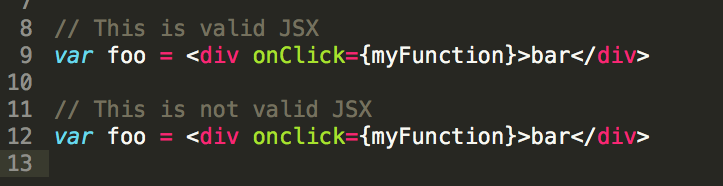 8 // This is valid JSX
9 var foo = <div onClick={myFunction}>bar</div>
10
11 // This is not valid JSX
12 var foo = <div onclick={myFunction}>bar</div>
13